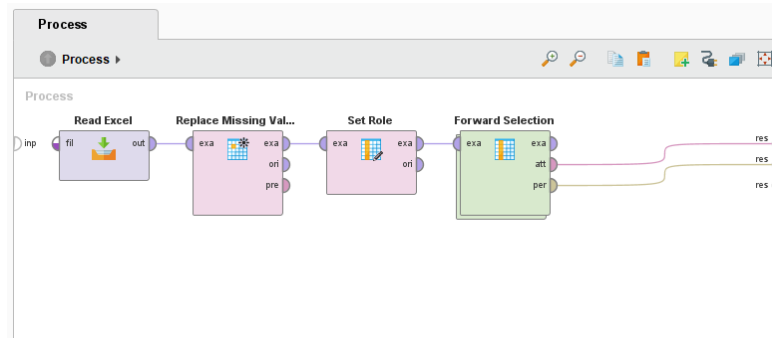 Process
Process
Process
Read Excel
Replace Missing Val...
Set Role
Forward Selection
inp
fil
out
exa
exa
ori
pre
exa
exa
ori
exa
exa
att
per
res
res
res